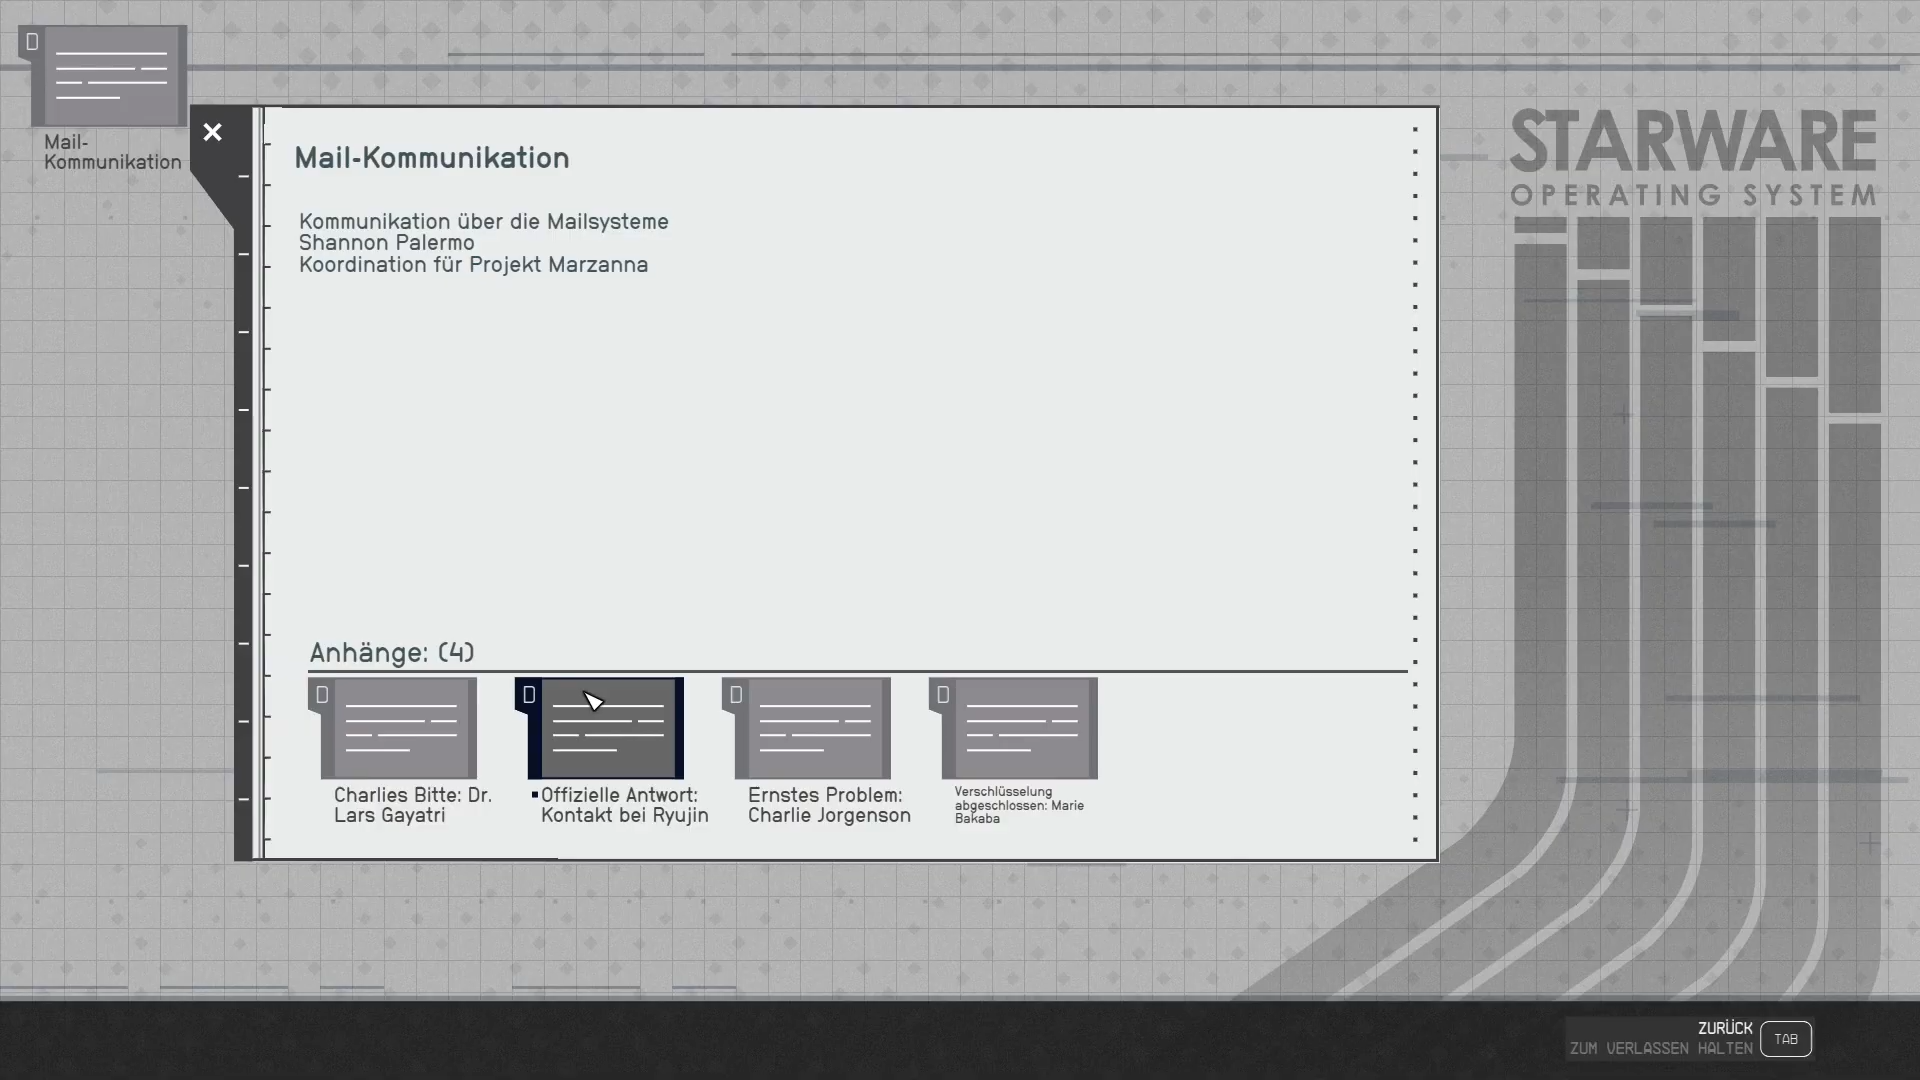 Mail-
Kommunikation
Mail-Kommunikation
Kommunikation über die Mailsysteme
Shannon Palermo
Koordination für Projekt Marzanna
Anhänge: (4)
Charlies Bitte: Dr.
Lars Gayatri
Offizielle Antwort:
Kontakt bei Ryujin
Ernstes Problem:
Charlie Jorgenson
Verschlüsselung
abgeschlossen: Marie
Bakaba
STARWARE
OPERATING SYSTEM
ZURÜCK
ZUM VERLASSEN HALTEN
TAB